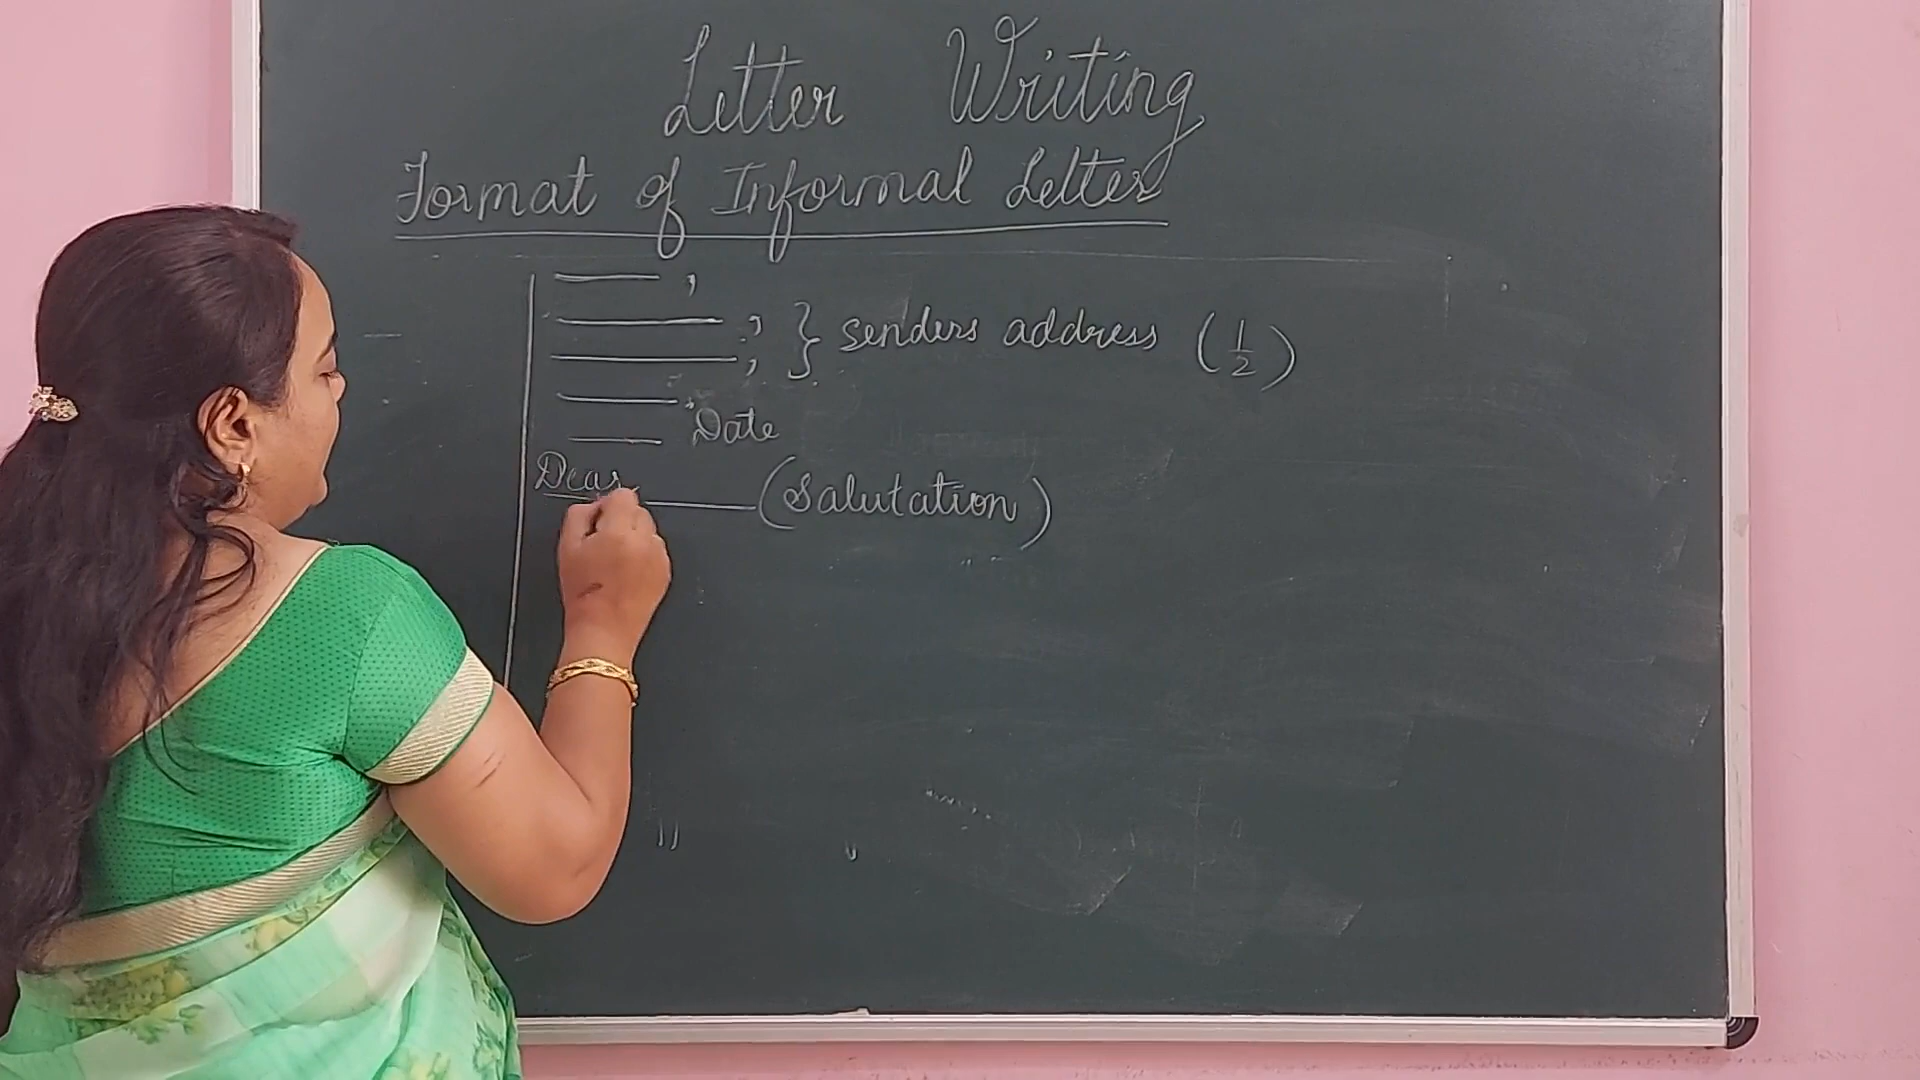 Letter Writing
Format of Informal Letter
,
,
, } senders address (1/2)
.
Date
Dear
(Salutation)